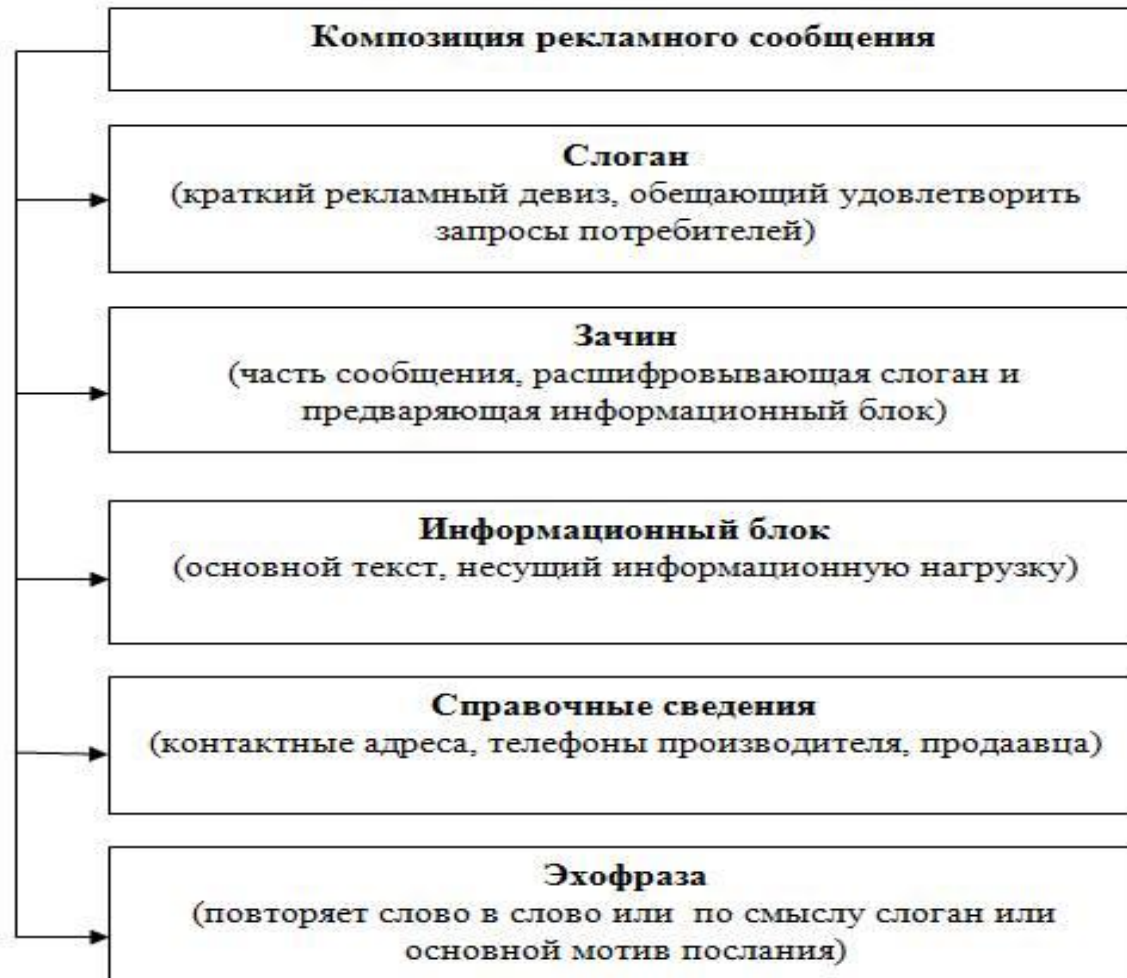 Композиция рекламного сообщения
Слоган
(краткий рекламный девиз, обещающий удовлетворить
запросы потребителей)
Зачин
(часть сообщения, расшифровывающая слоган и
предваряющая информационный блок)
Информационный блок
(основной текст, несущий информационную нагрузку)
Справочные сведения
(контактные адреса, телефоны производителя, продаавца)
Эхофраза
(повторяет слово в слово или по смыслу слоган или
основной мотив послания)